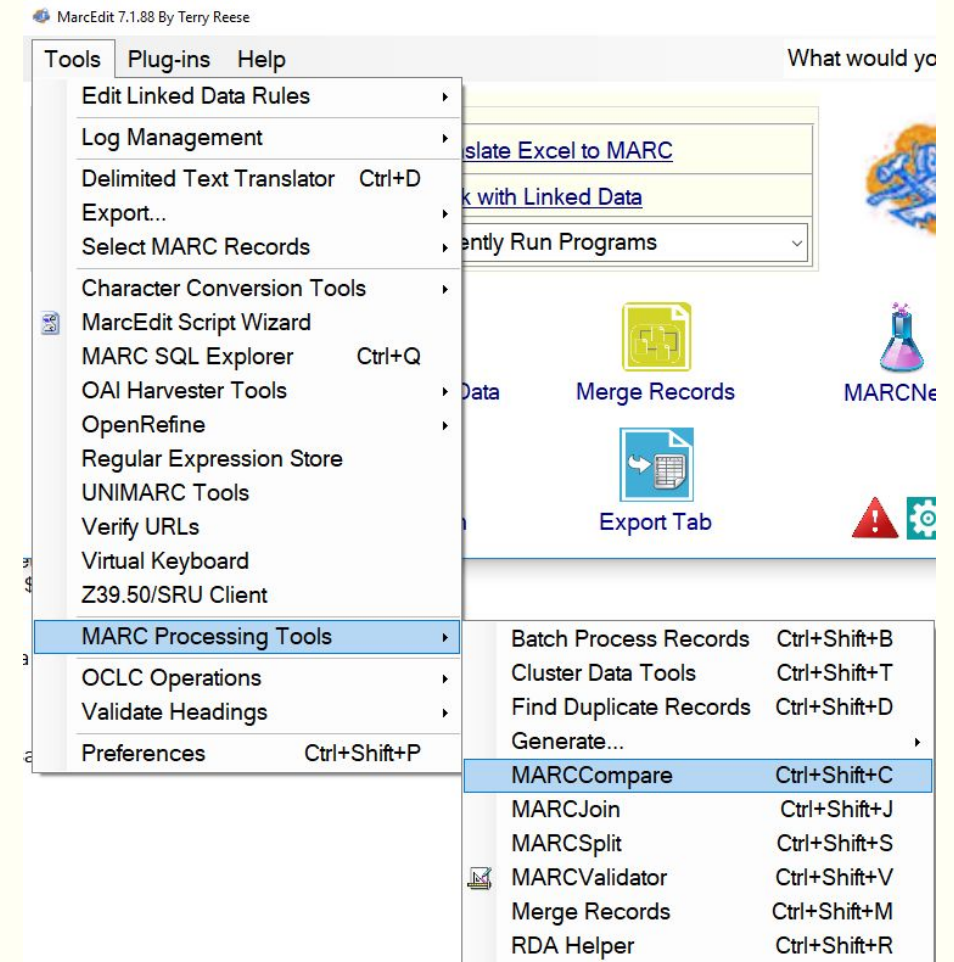 MarcEdit 7.1.88 By Terry Reese
Tools Plug-ins Help What would yo
Edit Linked Data Rules
Log Management
Delimited Text Translator Ctrl+D
Export...
Select MARC Records
Character Conversion Tools
MarcEdit Script Wizard
MARC SQL Explorer Ctrl+Q
OAI Harvester Tools
OpenRefine
Regular Expression Store
UNIMARC Tools
Verify URLs
Virtual Keyboard
Z39.50/SRU Client
MARC Processing Tools
OCLC Operations
Validate Headings
Preferences Ctrl+Shift+P
slate Excel to MARC
k with Linked Data
ently Run Programs
Data Merge Records MARCNe
Export Tab
Batch Process Records Ctrl+Shift+B
Cluster Data Tools Ctrl+Shift+T
Find Duplicate Records Ctrl+Shift+D
Generate...
MARCCompare Ctrl+Shift+C
MARCJoin Ctrl+Shift+J
MARCSplit Ctrl+Shift+S
MARCValidator Ctrl+Shift+V
Merge Records Ctrl+Shift+M
RDA Helper Ctrl+Shift+R